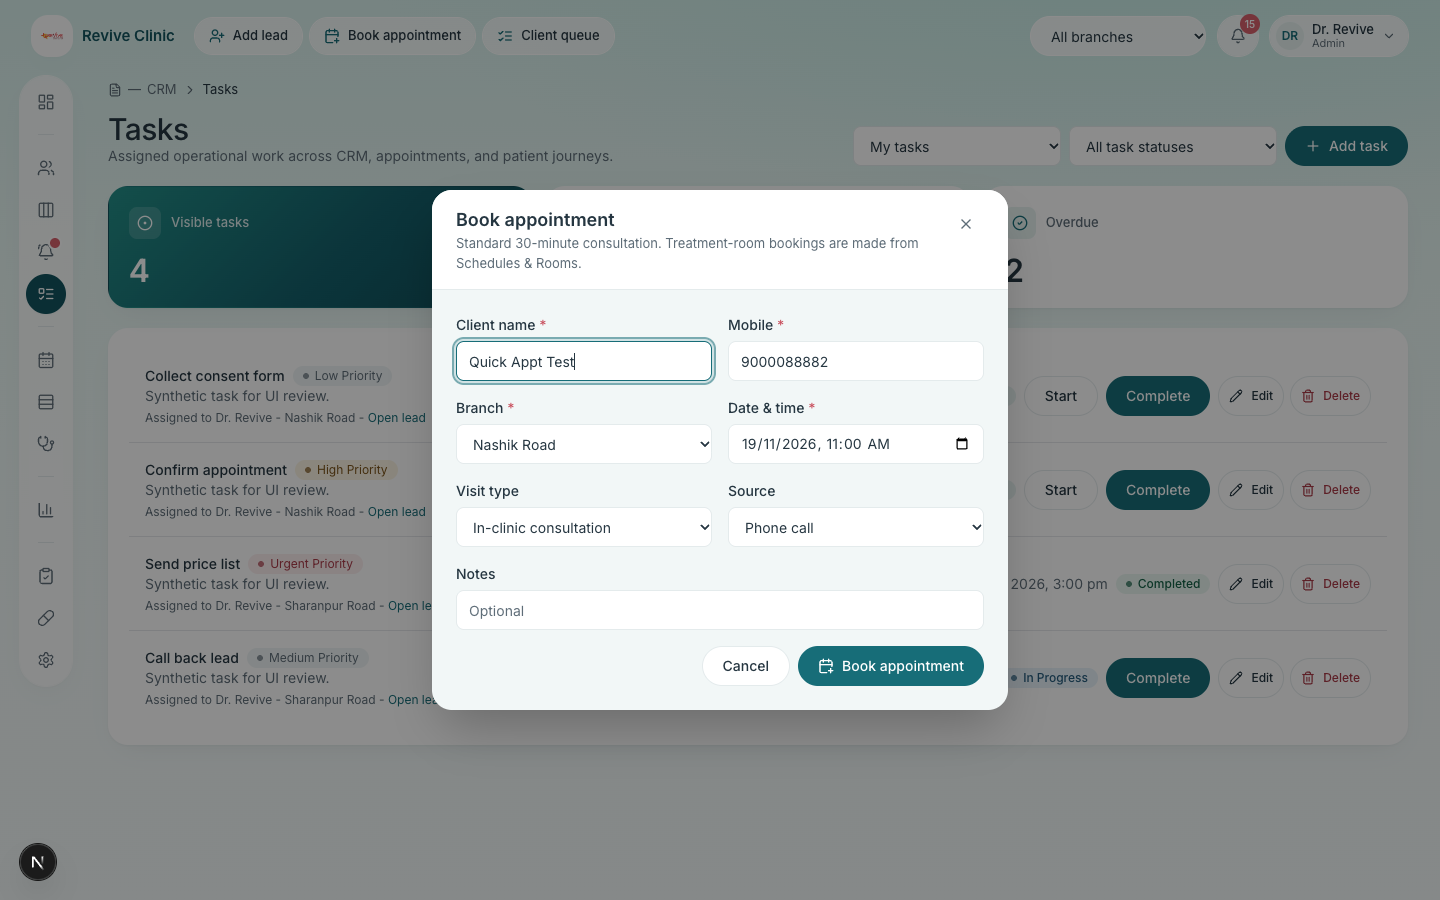 Revive Clinic
Add lead
Book appointment
Client queue
All branches
15
DR
Dr. Revive
Admin
— CRM > Tasks
Tasks
Assigned operational work across CRM, appointments, and patient journeys.
My tasks
All task statuses
+ Add task
Visible tasks
4
Overdue
2
Book appointment
Standard 30-minute consultation. Treatment-room bookings are made from
Schedules & Rooms.
Client name *
Mobile *
Quick Appt Test
9000088882
Branch *
Date & time *
Nashik Road
19/11/2026, 11:00 AM
Visit type
Source
In-clinic consultation
Phone call
Notes
Optional
Cancel
Book appointment
Collect consent form
Low Priority
Synthetic task for UI review.
Assigned to Dr. Revive - Nashik Road - Open lead
Start
Complete
Edit
Delete
Confirm appointment
High Priority
Synthetic task for UI review.
Assigned to Dr. Revive - Nashik Road - Open lead
Start
Complete
Edit
Delete
Send price list
Urgent Priority
Synthetic task for UI review.
Assigned to Dr. Revive - Sharanpur Road - Open le
2026, 3:00 pm
Completed
Edit
Delete
Call back lead
Medium Priority
Synthetic task for UI review.
Assigned to Dr. Revive - Sharanpur Road - Open le
In Progress
Complete
Edit
Delete
N